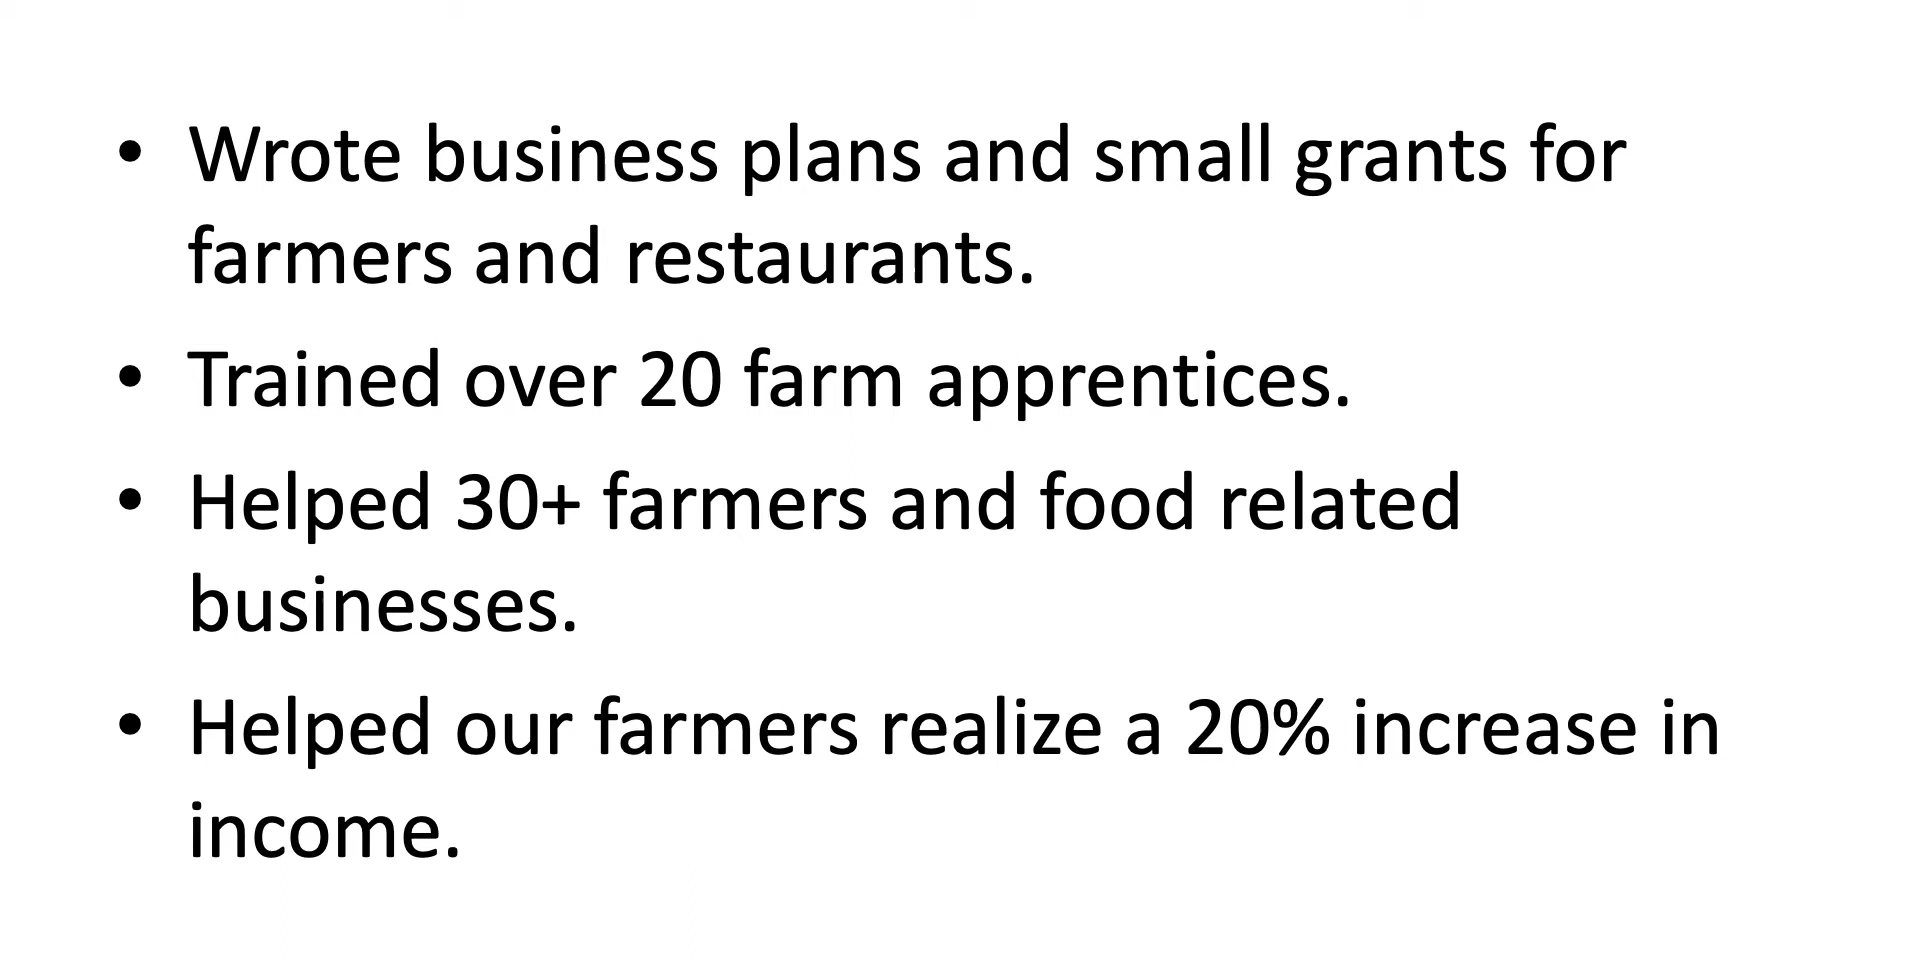 • Wrote business plans and small grants for
farmers and restaurants.
• Trained over 20 farm apprentices.
• Helped 30+ farmers and food related
businesses.
• Helped our farmers realize a 20% increase in
income.